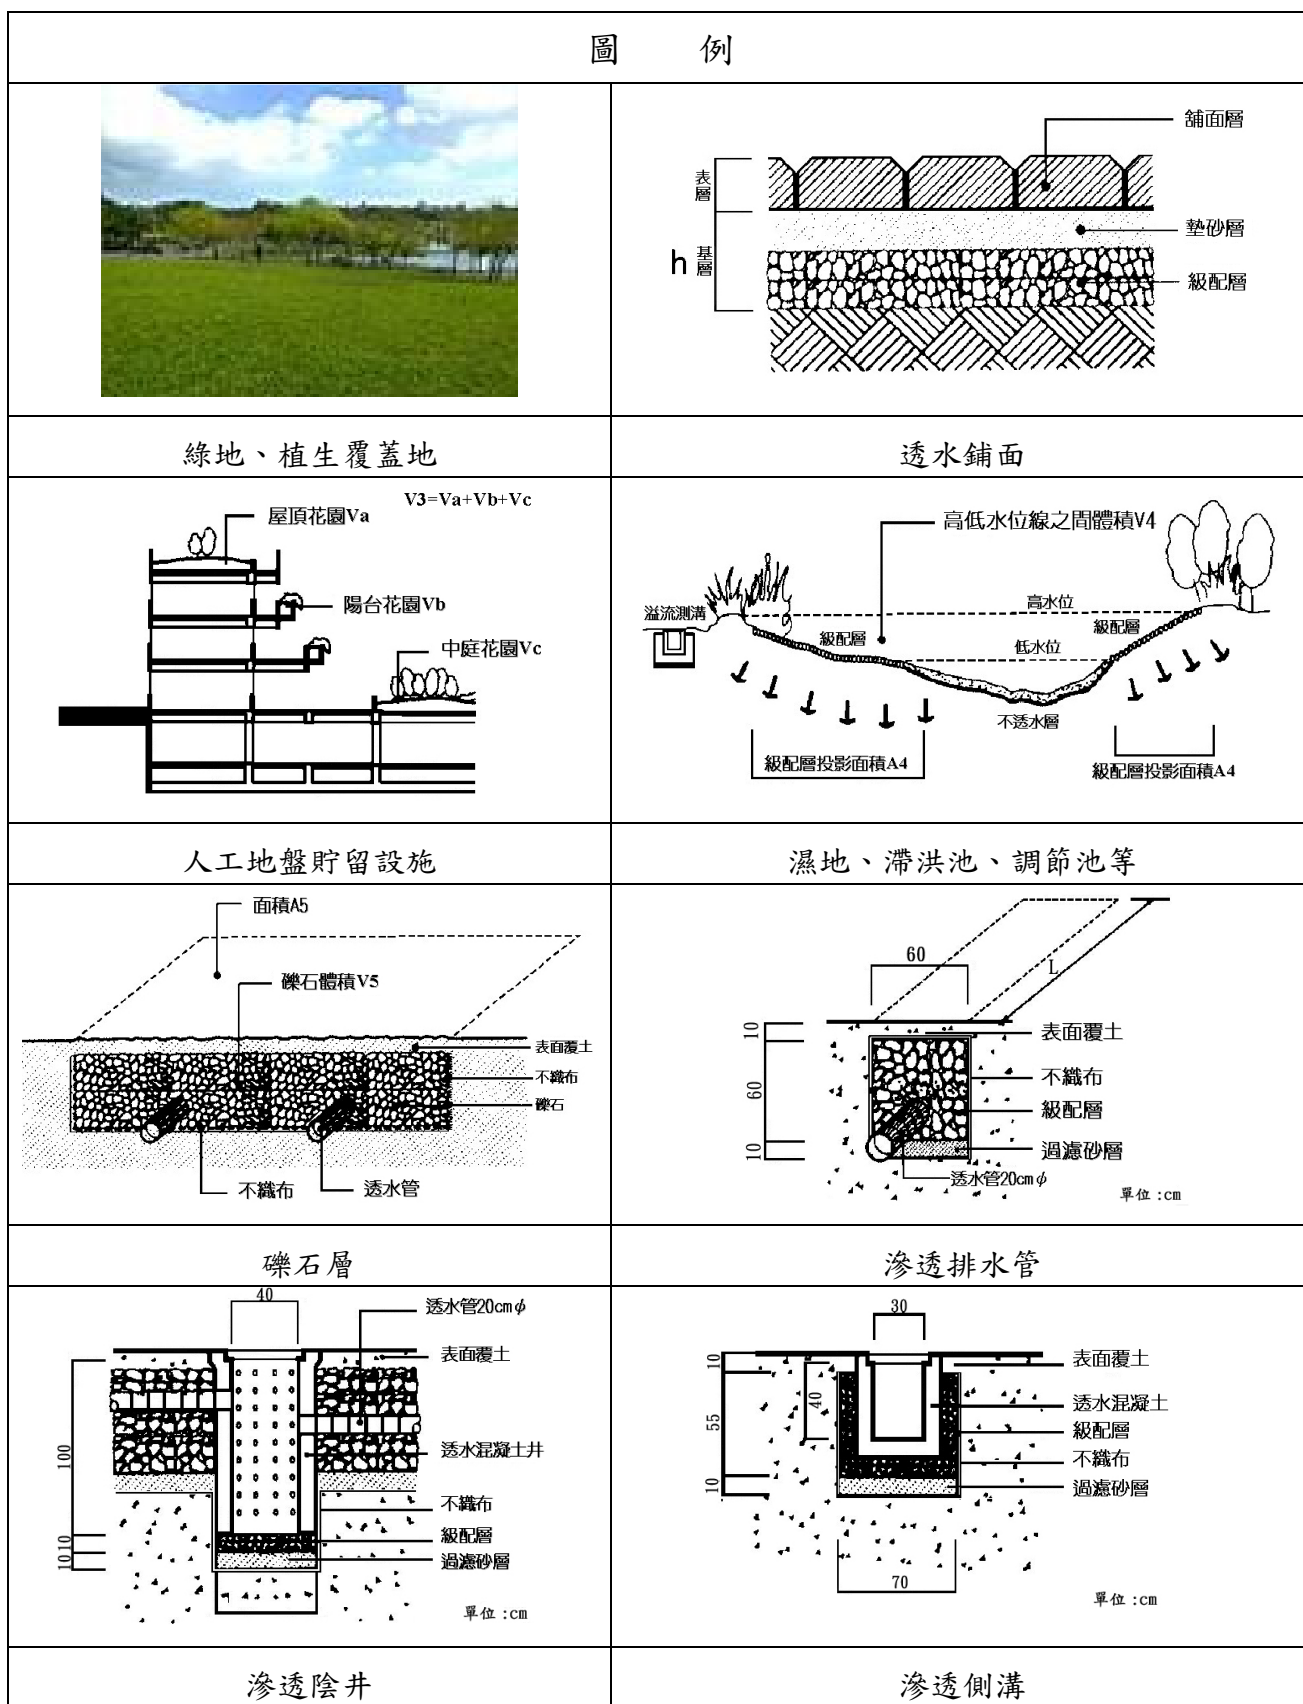 圖 例
舖面層
表層
墊砂層
h
基層
級配層
綠地、植生覆蓋地
透水鋪面
V3=Va+Vb+Vc
屋頂花園Va
陽台花園Vb
中庭花園Vc
高低水位線之間體積V4
溢流測溝
高水位
級配層
級配層
低水位
不透水層
級配層投影面積A4
級配層投影面積A4
人工地盤貯留設施
濕地、滯洪池、調節池等
面積A5
礫石體積V5
表面覆土
不織布
礫石
不織布
透水管
60
L
10
表面覆土
60
不織布
級配層
10
過濾砂層
透水管20cmφ
單位:cm
礫石層
滲透排水管
40
透水管20cmφ
表面覆土
100
透水混凝土井
不織布
10
級配層
10
過濾砂層
單位:cm
30
10
表面覆土
40
透水混凝土
55
級配層
不織布
10
過濾砂層
70
單位:cm
滲透陰井
滲透側溝